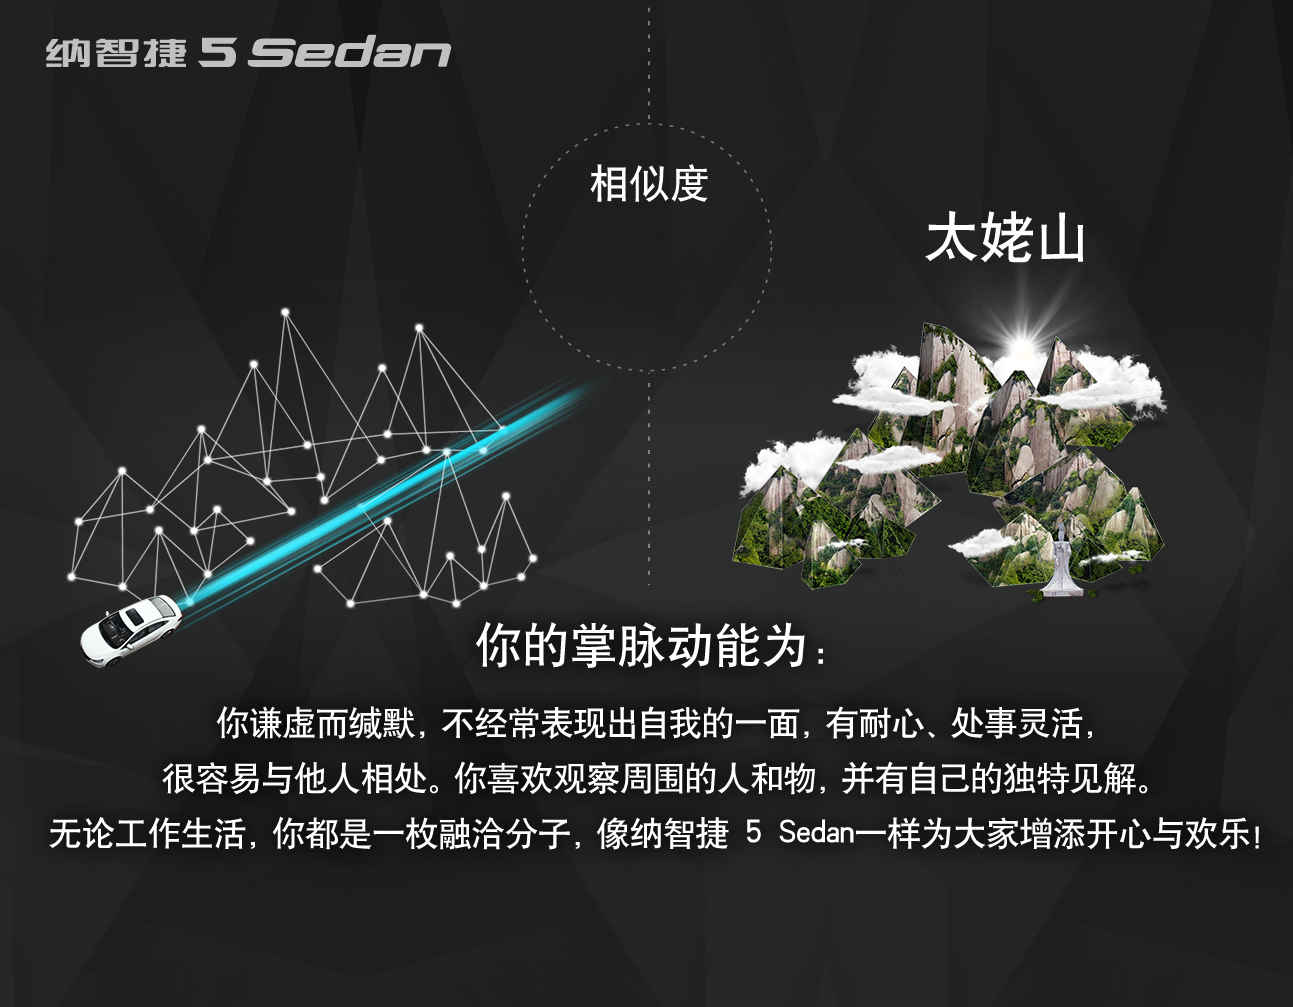 纳智捷 5 Sedan
相似度
太姥山
你的掌脉动能为：
你谦虚而缄默，不经常表现出自我的一面，有耐心、处事灵活，
很容易与他人相处。你喜欢观察周围的人和物，并有自己的独特见解。
无论工作生活，你都是一枚融洽分子，像纳智捷 5 Sedan一样为大家增添开心与欢乐！